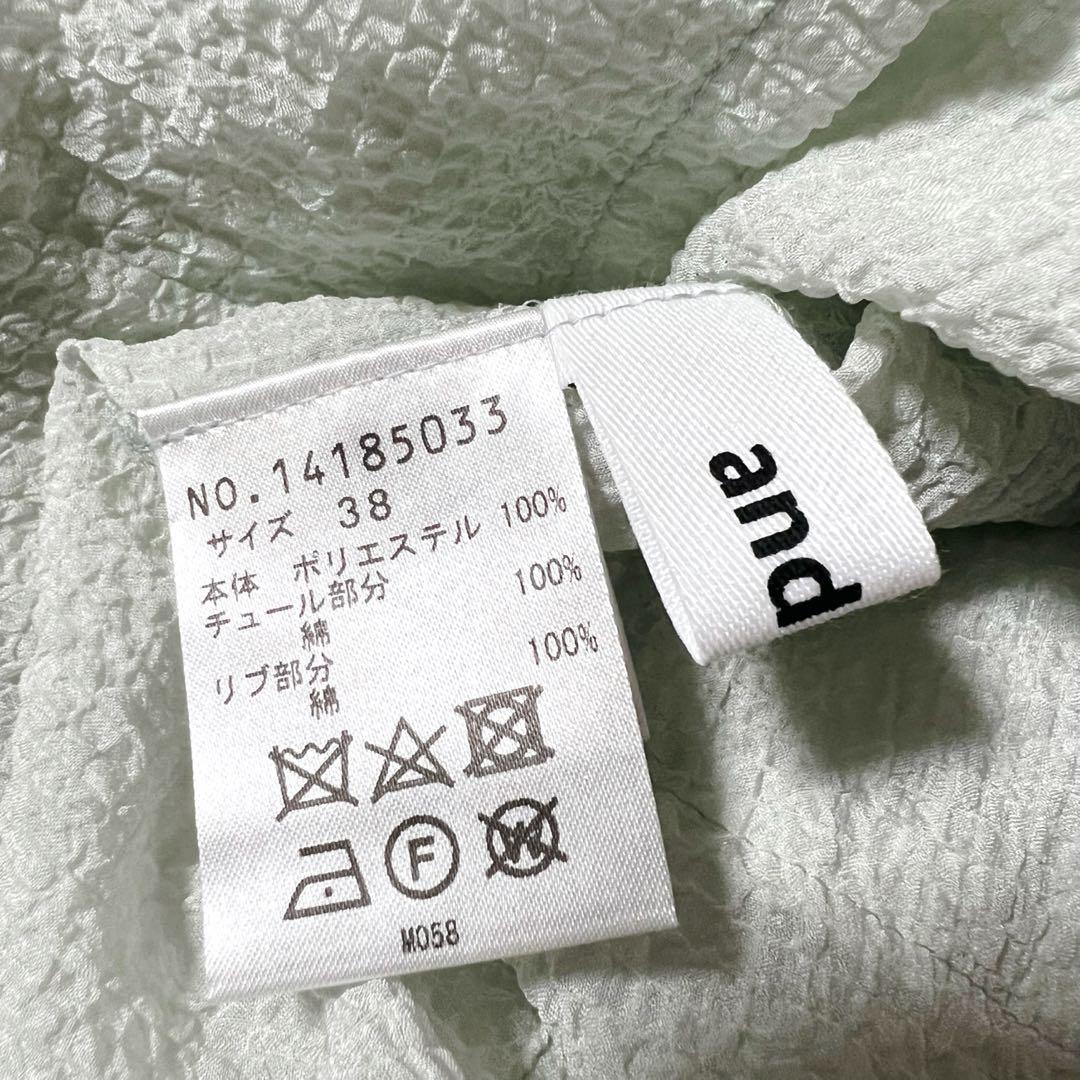 NO.14185033
サイズ 38
本体 ポリエステル 100%
チュール部分
綿 100%
リブ部分
綿 100%
F
W
M058
and